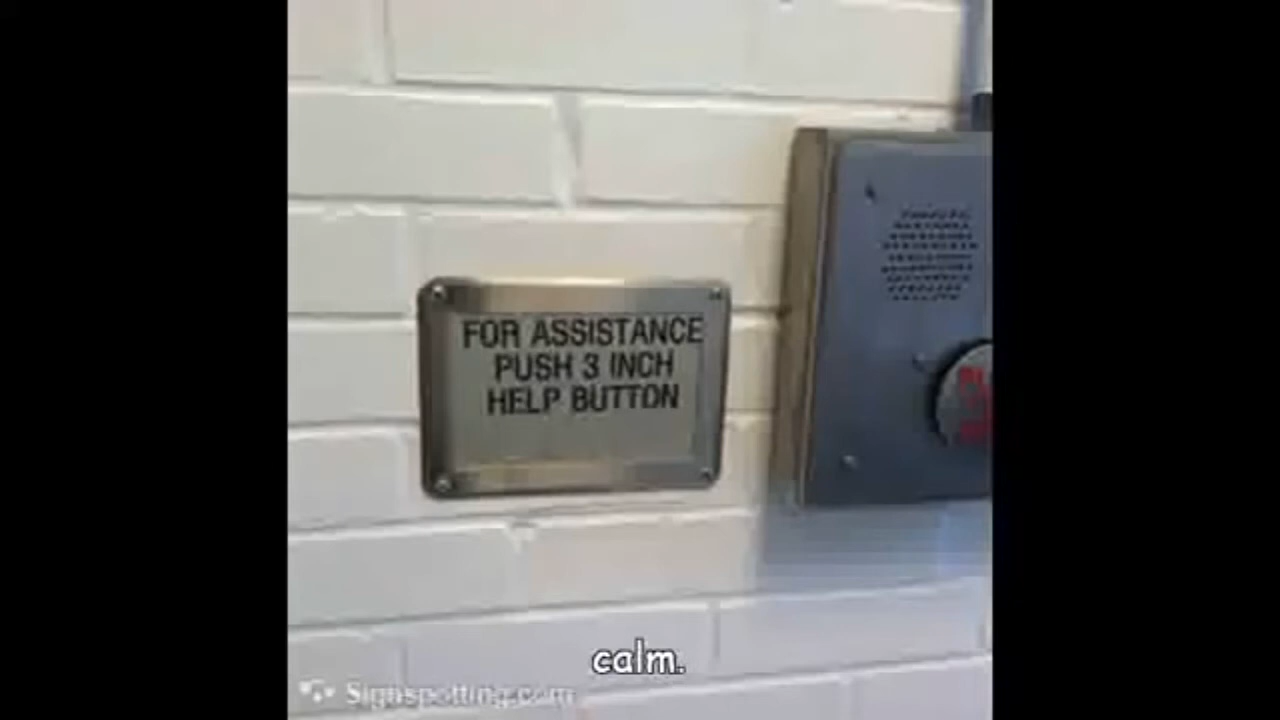 FOR ASSISTANCE
PUSH 3 INCH
HELP BUTTON
calm.
Signspotting.com